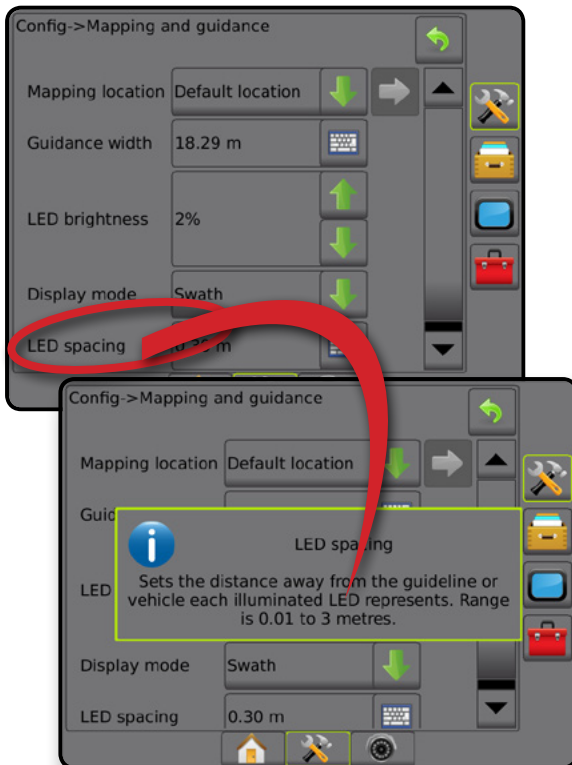 Config->Mapping and guidance
Mapping location Default location
Guidance width 18.29 m
LED brightness 2%
Display mode Swath
LED spacing 0.30 m
Config->Mapping and guidance
Mapping location Default location
LED spacing
LED
Sets the distance away from the guideline or
vehicle each illuminated LED represents. Range
is 0.01 to 3 metres.
Display mode Swath
LED spacing 0.30 m